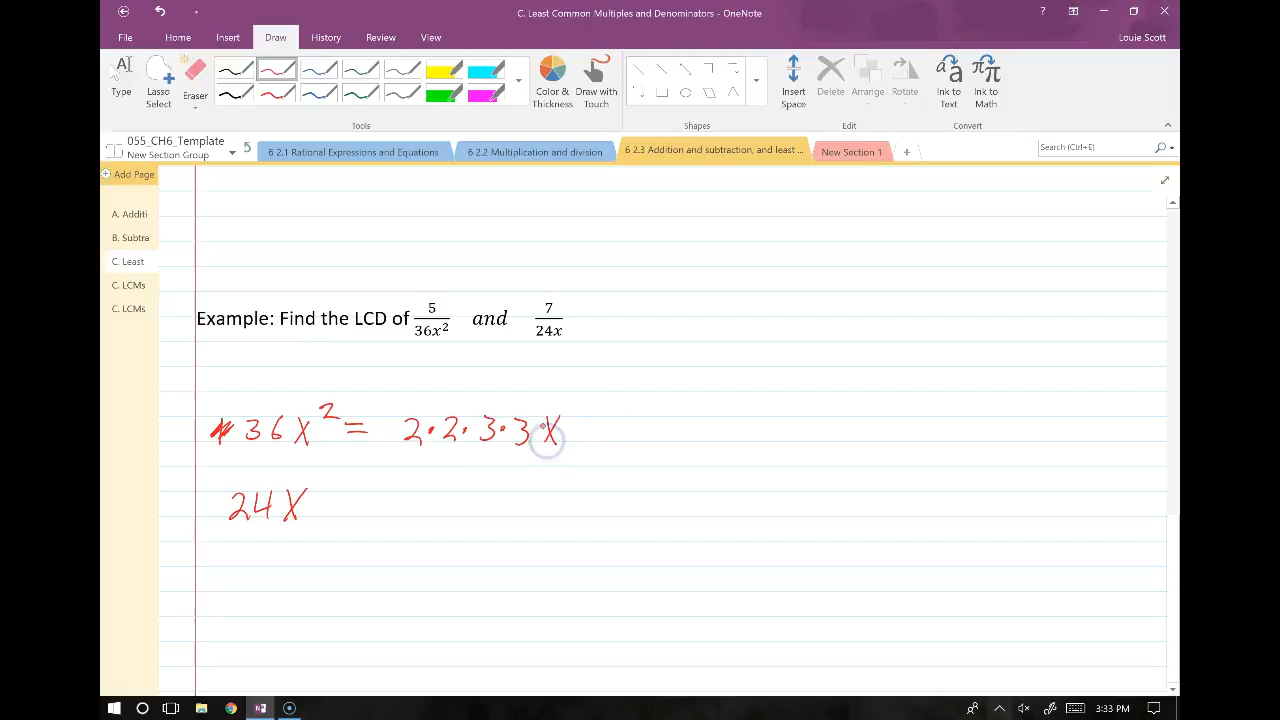 C. Least Common Multiples and Denominators - OneNote
?
File Home Insert Draw History Review View
Louie Scott
Type
Lasso Select
Eraser
Color & Thickness
Draw with Touch
Insert Space
Delete
Arrange
Rotate
Ink to Text
Ink to Math
Tools Shapes Edit Convert
055_CH6_Template
New Section Group
6 2.1 Rational Expressions and Equations
6 2.2 Multiplication and division
6 2.3 Addition and subtraction, and least ...
New Section 1
+
Search (Ctrl+E)
Add Page
A. Additi
B. Subtra
C. Least
C. LCMs
C. LCMs
Example: Find the LCD of 5/36x² and 7/24x
36X² = 2·2·3·3·X
24X
3:33 PM